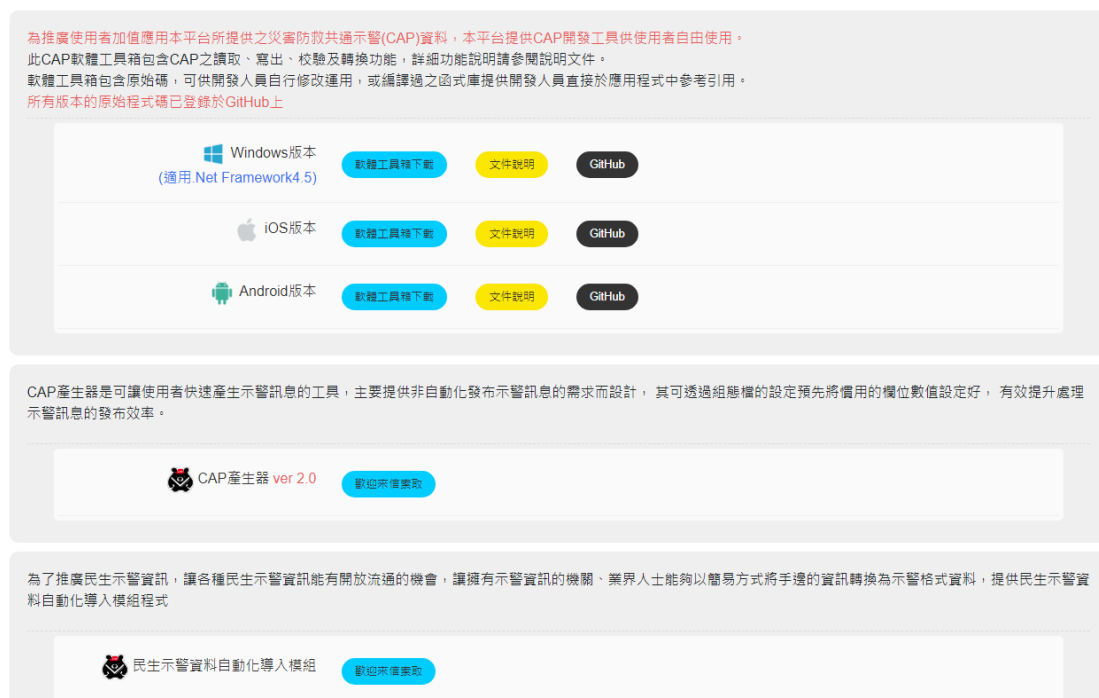 為推廣使用者加值應用本平台所提供之災害防救共通示警(CAP)資料，本平台提供CAP開發工具供使用者自由使用。
此CAP軟體工具箱包含CAP之讀取、寫出、校驗及轉換功能，詳細功能說明請參閱說明文件。
軟體工具箱包含原始碼，可供開發人員自行修改運用，或編譯過之函式庫提供開發人員直接於應用程式中參考引用。
所有版本的原始程式碼已登錄於GitHub上
Windows版本
(適用.Net Framework4.5)
軟體工具箱下載 文件說明 GitHub
iOS版本 軟體工具箱下載 文件說明 GitHub
Android版本 軟體工具箱下載 文件說明 GitHub
CAP產生器是可讓使用者快速產生示警訊息的工具，主要提供非自動化發布示警訊息的需求而設計， 其可透過組態檔的設定預先將慣用的欄位數值設定好， 有效提升處理
示警訊息的發布效率。
CAP產生器 ver 2.0 歡迎來信索取
為了推廣民生示警資訊，讓各種民生示警資訊能有開放流通的機會，讓擁有示警資訊的機關、業界人士能夠以簡易方式將手邊的資訊轉換為示警格式資料，提供民生示警資
料自動化導入模組程式
民生示警資料自動化導入模組 歡迎來信索取